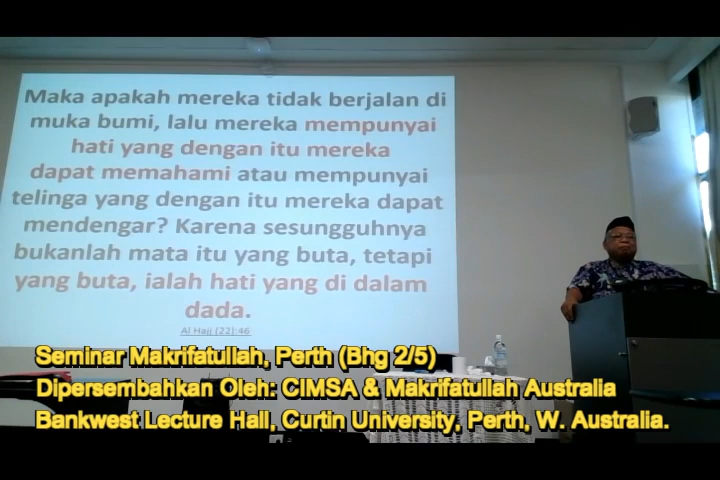 Maka apakah mereka tidak berjalan di
muka bumi, lalu mereka mempunyai
hati yang dengan itu mereka
dapat memahami atau mempunyai
telinga yang dengan itu mereka dapat
mendengar? Karena sesungguhnya
bukanlah mata itu yang buta, tetapi
yang buta, ialah hati yang di dalam
dada.
Al Hajj (22):46
Seminar Makrifatullah, Perth (Bhg 2/5)
Dipersembahkan Oleh: CIMSA & Makrifatullah Australia
Bankwest Lecture Hall, Curtin University, Perth, W. Australia.